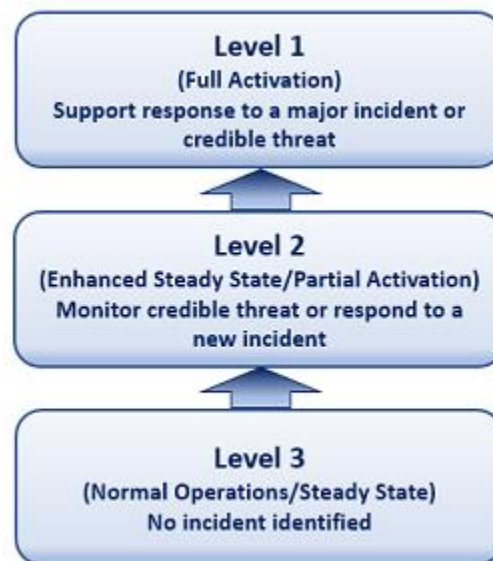 Level 1
(Full Activation)
Support response to a major incident or
credible threat
Level 2
(Enhanced Steady State/Partial Activation)
Monitor credible threat or respond to a
new incident
Level 3
(Normal Operations/Steady State)
No incident identified